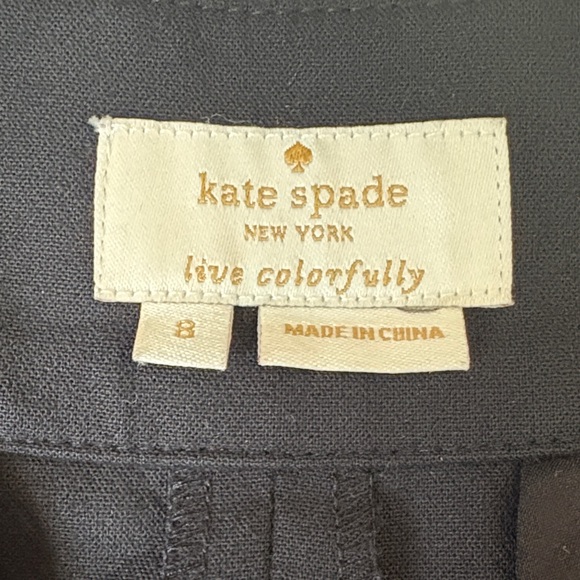 kate spade
NEW YORK
live colorfully
8
MADE IN CHINA